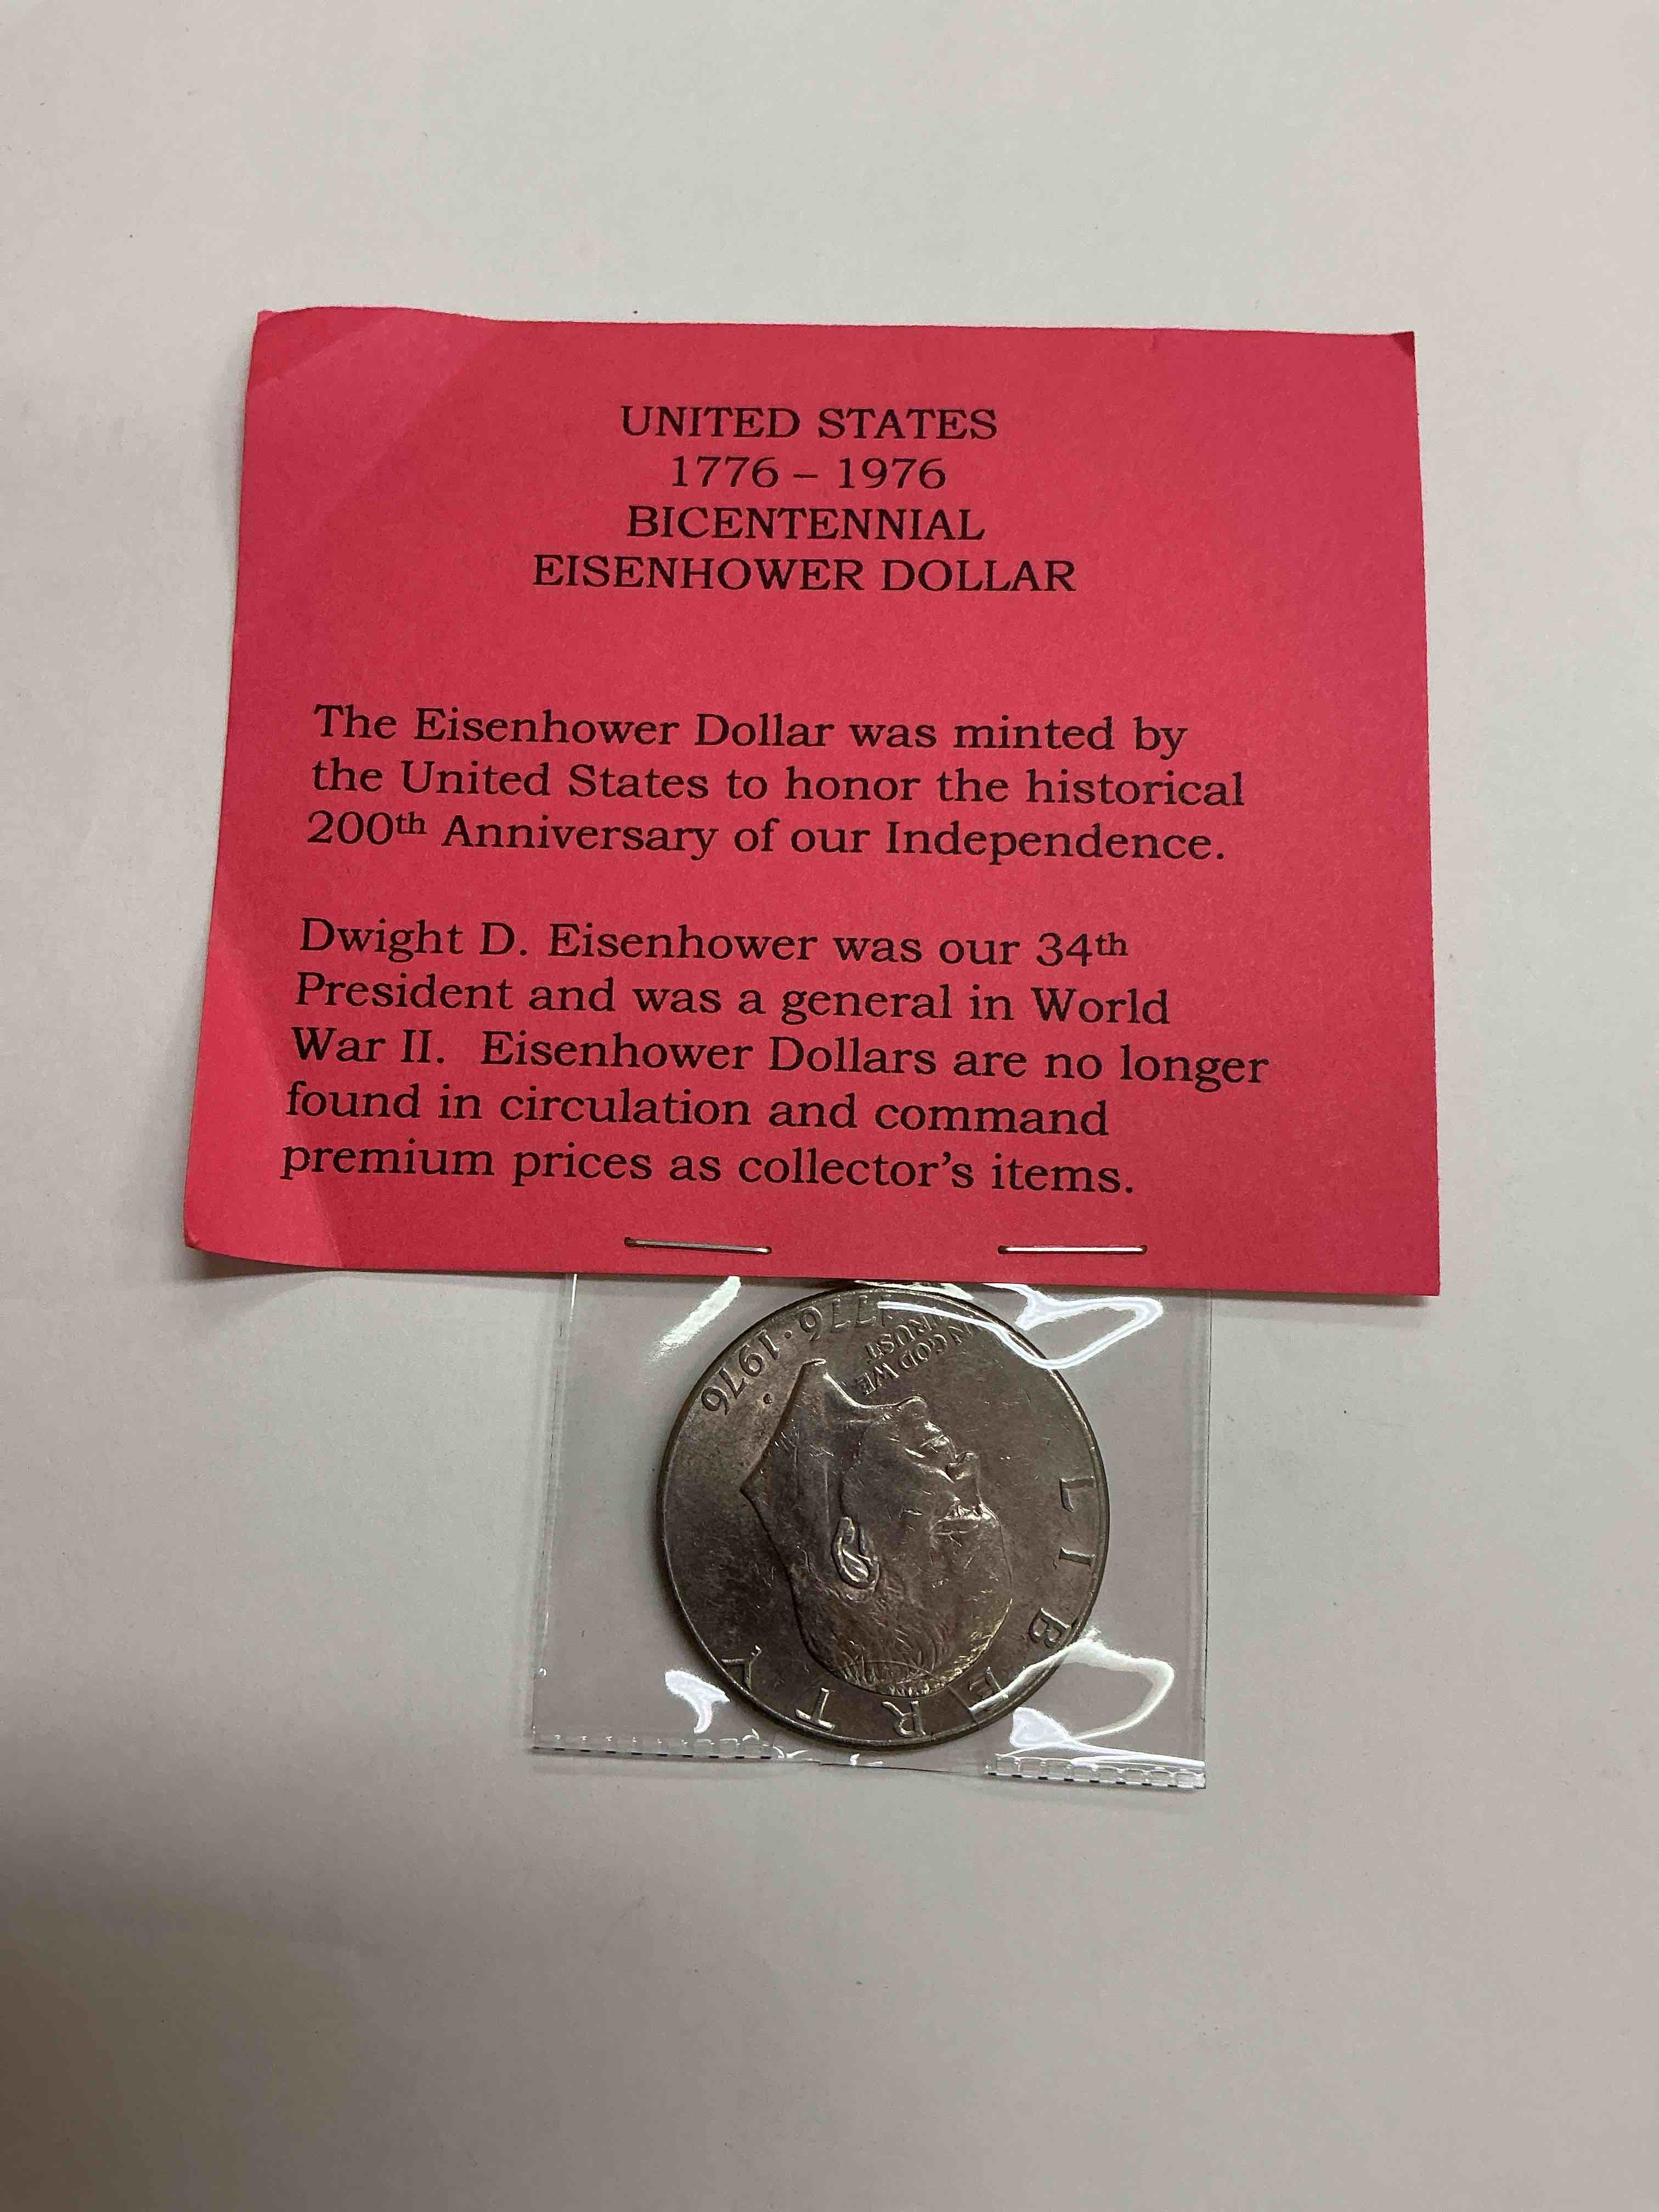 UNITED STATES
1776 – 1976
BICENTENNIAL
EISENHOWER DOLLAR
The Eisenhower Dollar was minted by
the United States to honor the historical
200th Anniversary of our Independence.
Dwight D. Eisenhower was our 34th
President and was a general in World
War II. Eisenhower Dollars are no longer
found in circulation and command
premium prices as collector's items.
LIBERTY
IN GOD WE
TRUST
1776·1976